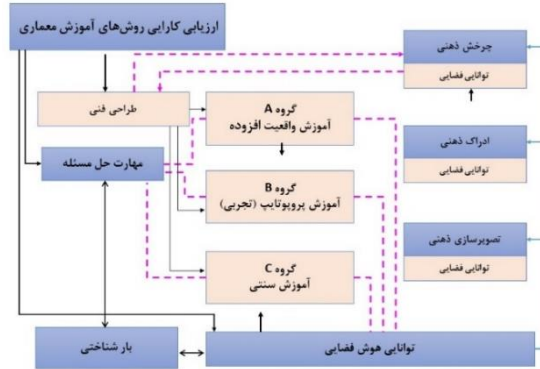 ارزیابی کارایی روش‌های آموزش معماری
چرخش ذهنی
توانایی فضایی
طراحی فنی
گروه A
آموزش واقعیت افزوده
مهارت حل مسئله
ادراک ذهنی
توانایی فضایی
گروه B
آموزش پروپوتایپ (تجربی)
تصویرسازی ذهنی
توانایی فضایی
گروه C
آموزش سنتی
بار شناختی
توانایی هوش فضایی